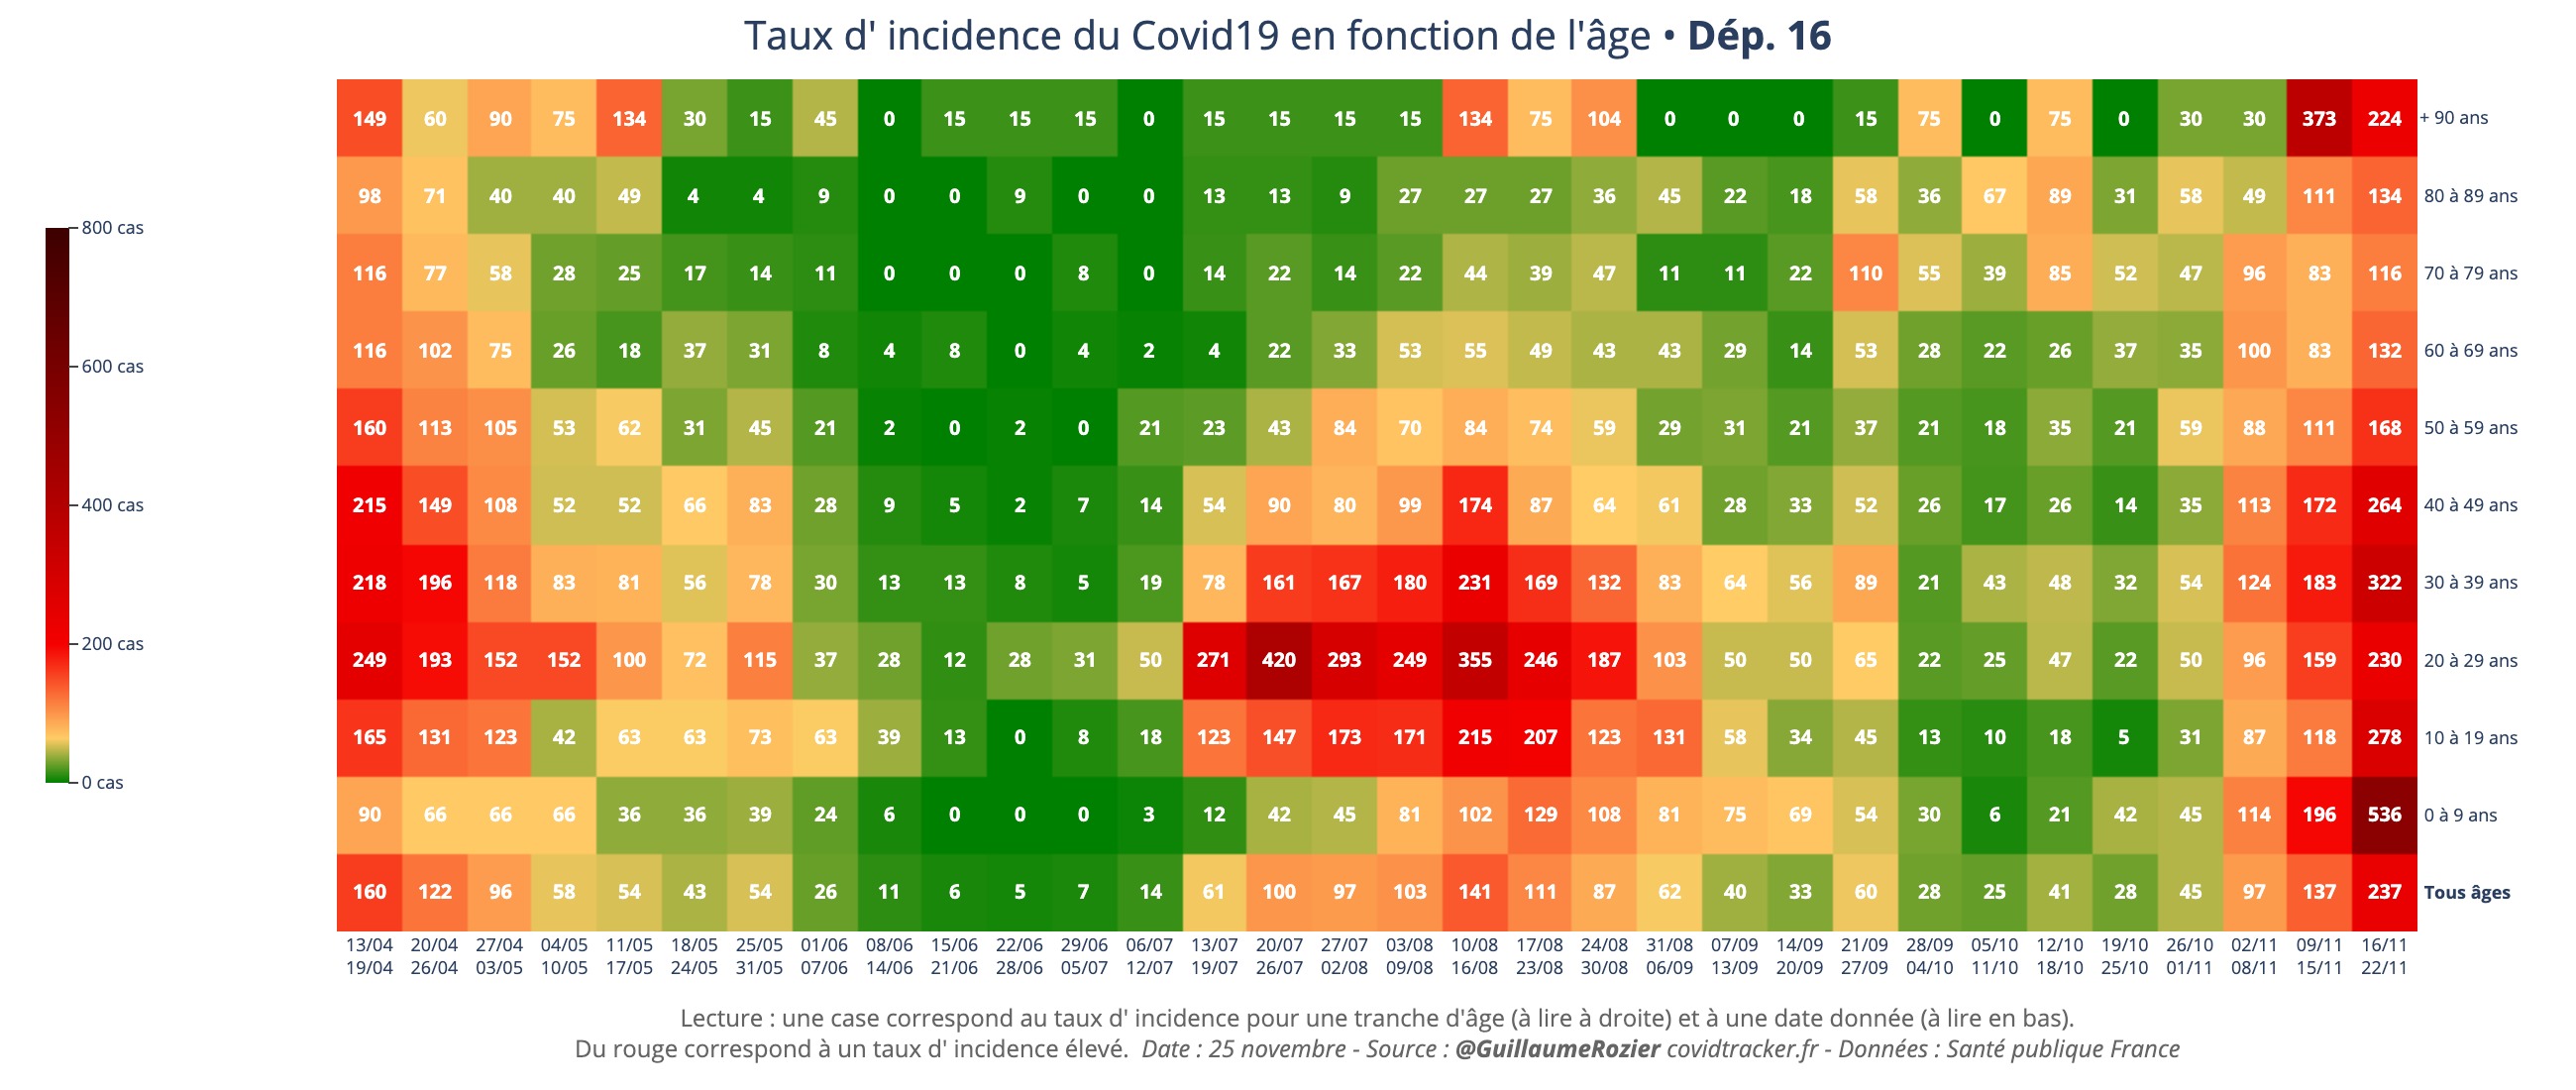 Taux d' incidence du Covid19 en fonction de l'âge • Dép. 16
800 cas
600 cas
400 cas
200 cas
0 cas
149 60 90 75 134 30 15 45 0 15 15 15 0 15 15 15 15 134 75 104 0 0 0 15 75 0 75 0 30 30 373 224 + 90 ans
98 71 40 40 49 4 4 9 0 0 9 0 0 13 13 9 27 27 27 36 45 22 18 58 36 67 89 31 58 49 111 134 80 à 89 ans
116 77 58 28 25 17 14 11 0 0 0 8 0 14 22 14 22 44 39 47 11 11 22 110 55 39 85 52 47 96 83 116 70 à 79 ans
116 102 75 26 18 37 31 8 4 8 0 4 2 4 22 33 53 55 49 43 43 29 14 53 28 22 26 37 35 100 83 132 60 à 69 ans
160 113 105 53 62 31 45 21 2 0 2 0 21 23 43 84 70 84 74 59 29 31 21 37 21 18 35 21 59 88 111 168 50 à 59 ans
215 149 108 52 52 66 83 28 9 5 2 7 14 54 90 80 99 174 87 64 61 28 33 52 26 17 26 14 35 113 172 264 40 à 49 ans
218 196 118 83 81 56 78 30 13 13 8 5 19 78 161 167 180 231 169 132 83 64 56 89 21 43 48 32 54 124 183 322 30 à 39 ans
249 193 152 152 100 72 115 37 28 12 28 31 50 271 420 293 249 355 246 187 103 50 50 65 22 25 47 22 50 96 159 230 20 à 29 ans
165 131 123 42 63 63 73 63 39 13 0 8 18 123 147 173 171 215 207 123 131 58 34 45 13 10 18 5 31 87 118 278 10 à 19 ans
90 66 66 66 36 36 39 24 6 0 0 0 3 12 42 45 81 102 129 108 81 75 69 54 30 6 21 42 45 114 196 536 0 à 9 ans
160 122 96 58 54 43 54 26 11 6 5 7 14 61 100 97 103 141 111 87 62 40 33 60 28 25 41 28 45 97 137 237 Tous âges
13/04 20/04 27/04 04/05 11/05 18/05 25/05 01/06 08/06 15/06 22/06 29/06 06/07 13/07 20/07 27/07 03/08 10/08 17/08 24/08 31/08 07/09 14/09 21/09 28/09 05/10 12/10 19/10 26/10 02/11 09/11 16/11
19/04 26/04 03/05 10/05 17/05 24/05 31/05 07/06 14/06 21/06 28/06 05/07 12/07 19/07 26/07 02/08 09/08 16/08 23/08 30/08 06/09 13/09 20/09 27/09 04/10 11/10 18/10 25/10 01/11 08/11 15/11 22/11
Lecture : une case correspond au taux d' incidence pour une tranche d'âge (à lire à droite) et à une date donnée (à lire en bas).
Du rouge correspond à un taux d' incidence élevé. Date : 25 novembre - Source : @GuillaumeRozier covidtracker.fr - Données : Santé publique France